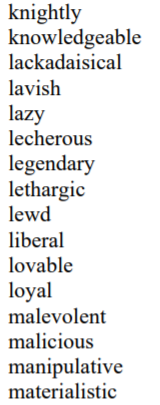 knightly
knowledgeable
lackadaisical
lavish
lazy
lecherous
legendary
lethargic
lewd
liberal
lovable
loyal
malevolent
malicious
manipulative
materialistic